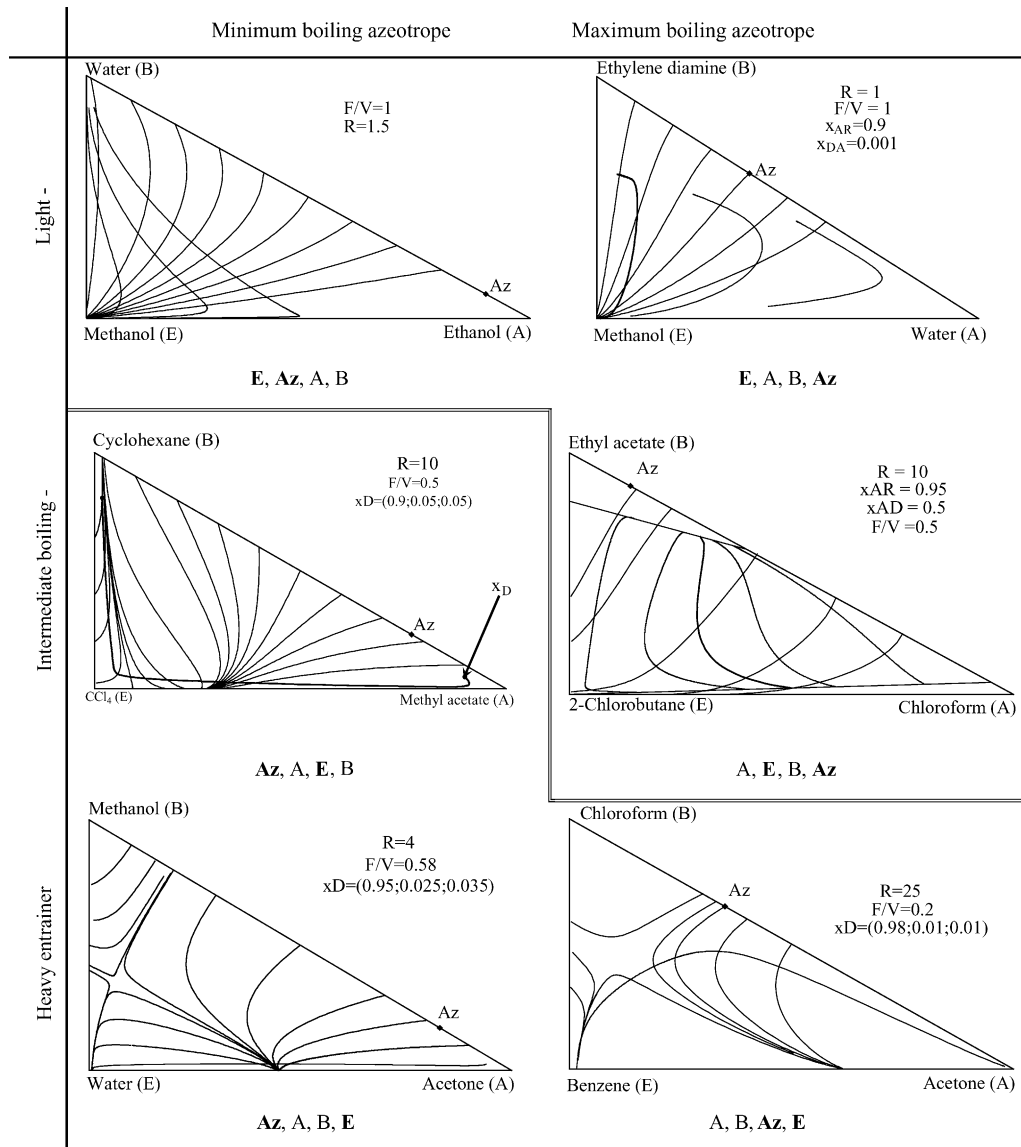 Minimum boiling azeotrope
Maximum boiling azeotrope
Light -
Water (B)
F/V=1
R=1.5
Az
Methanol (E)
Ethanol (A)
E, Az, A, B
Ethylene diamine (B)
R = 1
F/V = 1
xAR=0.9
xDA=0.001
Az
Methanol (E)
Water (A)
E, A, B, Az
Intermediate boiling -
Cyclohexane (B)
R=10
F/V=0.5
xD=(0.9;0.05;0.05)
xD
Az
CCl4 (E)
Methyl acetate (A)
Az, A, E, B
Ethyl acetate (B)
Az
R = 10
xAR = 0.95
xAD = 0.5
F/V =0.5
2-Chlorobutane (E)
Chloroform (A)
A, E, B, Az
Heavy entrainer
Methanol (B)
R=4
F/V=0.58
xD=(0.95;0.025;0.035)
Az
Water (E)
Acetone (A)
Az, A, B, E
Chloroform (B)
Az
R=25
F/V=0.2
xD=(0.98;0.01;0.01)
Benzene (E)
Acetone (A)
A, B, Az, E